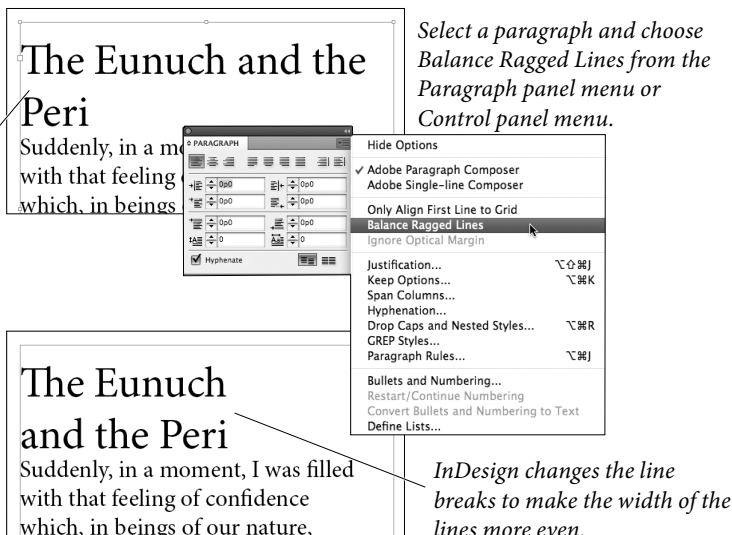 The Eunuch and the
Peri
Suddenly, in a m
with that feeling
which, in beings
Select a paragraph and choose
Balance Ragged Lines from the
Paragraph panel menu or
Control panel menu.
PARAGRAPH
0p0 0p0
0p0 0p0
0p0 0p0
0 0
Hyphenate
Hide Options
Adobe Paragraph Composer
Adobe Single-line Composer
Only Align First Line to Grid
Balance Ragged Lines
Ignore Optical Margin
Justification... ⌥⇧⌘J
Keep Options... ⌥⌘K
Span Columns...
Hyphenation...
Drop Caps and Nested Styles... ⌥⌘R
GREP Styles...
Paragraph Rules... ⌥⌘J
Bullets and Numbering...
Restart/Continue Numbering
Convert Bullets and Numbering to Text
Define Lists...
The Eunuch
and the Peri
Suddenly, in a moment, I was filled
with that feeling of confidence
which, in beings of our nature,
InDesign changes the line
breaks to make the width of the
lines more even.